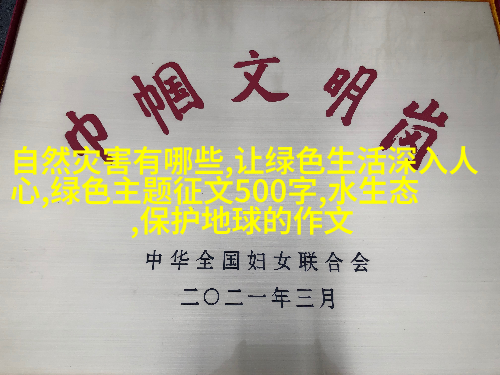 巾帼文明岗
自然灾害有哪些,让绿色生活深入人
心,绿色主题征文500字,水生态
,保护地球的作文
中华全国妇女联合会
二〇二一年三月